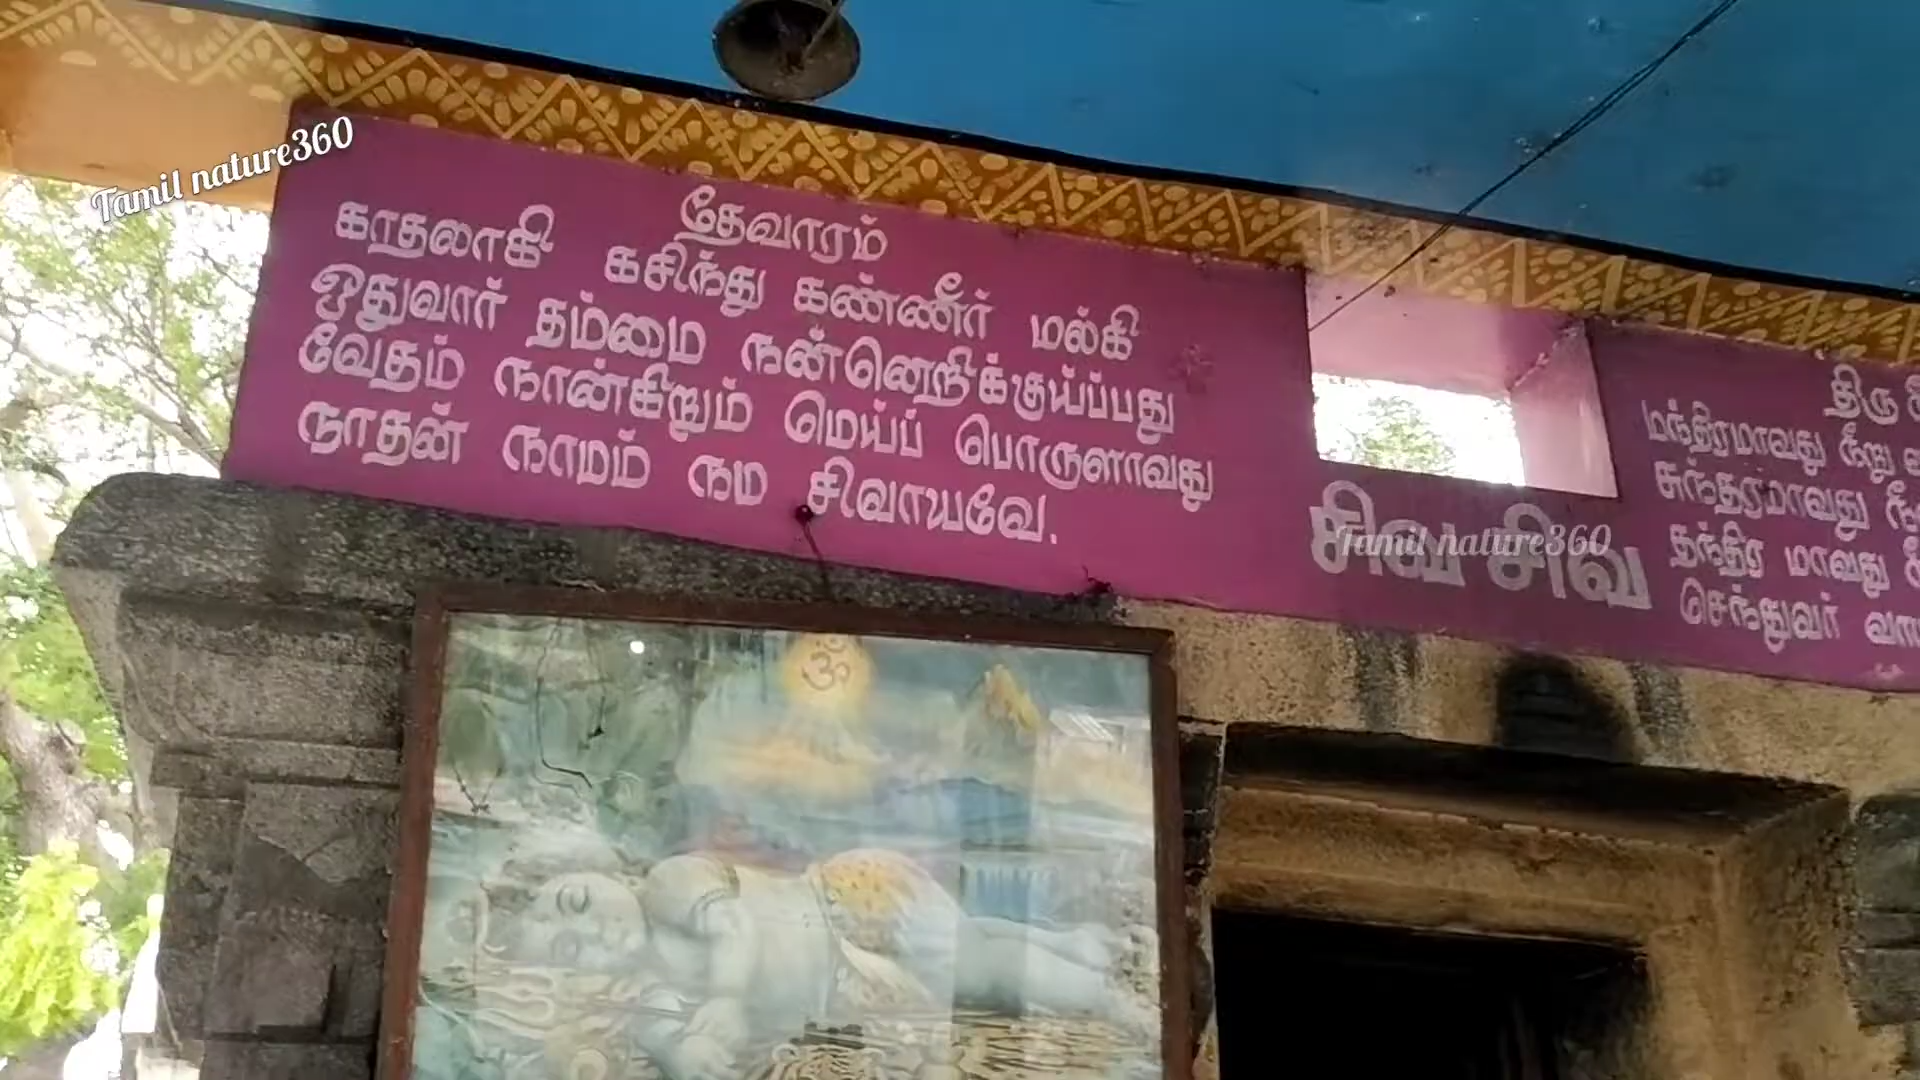 Tamil nature360
தேவாரம்
காதலாகி கசிந்து கண்ணீர் மல்கி
ஓதுவார் தம்மை நன்னெறிக்குய்ப்பது
வேதம் நான்கிறும் மெய்ப் பொருளாவது
நாதன் நாமம் நம சிவாயவே.
சிவ சிவ
Tamil nature360
திரு
மந்திரமாவது நீறு
சுந்தரமாவது
தந்திர மாவது
செந்துவர்
ॐ